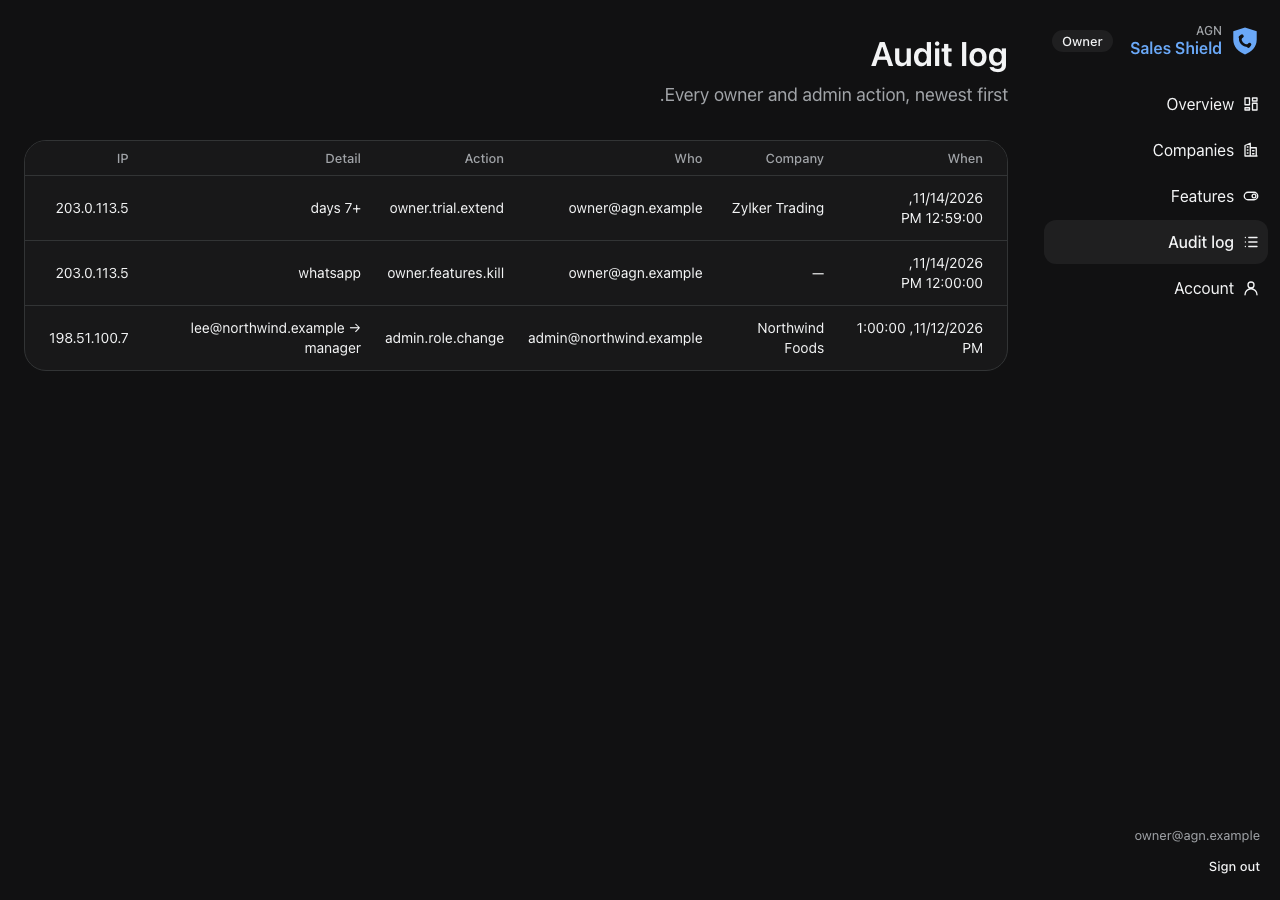 AGN
Sales Shield
Owner
Overview
Companies
Features
Audit log
Account
owner@agn.example
Sign out
Audit log
.Every owner and admin action, newest first
When Company Who Action Detail IP
,11/14/2026
PM 12:59:00
Zylker Trading
owner@agn.example
owner.trial.extend
days 7+
203.0.113.5
,11/14/2026
PM 12:00:00
—
owner@agn.example
owner.features.kill
whatsapp
203.0.113.5
1:00:00 ,11/12/2026
PM
Northwind
Foods
admin@northwind.example
admin.role.change
lee@northwind.example →
manager
198.51.100.7